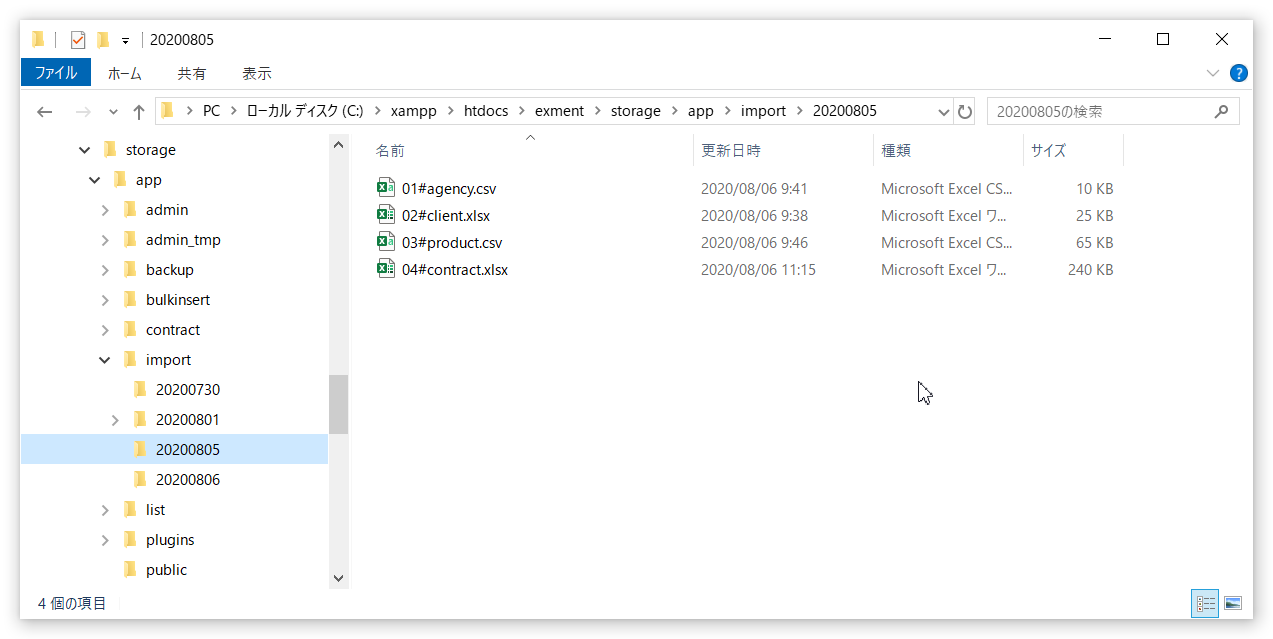 20200805
ファイル ホーム 共有 表示 ?
PC ローカル ディスク (C:) xampp htdocs exment storage app import 20200805 20200805の検索
storage
app
admin
admin_tmp
backup
bulkinsert
contract
import
20200730
20200801
20200805
20200806
list
plugins
public
名前 更新日時 種類 サイズ
01#agency.csv 2020/08/06 9:41 Microsoft Excel CS... 10 KB
02#client.xlsx 2020/08/06 9:38 Microsoft Excel ワ... 25 KB
03#product.csv 2020/08/06 9:46 Microsoft Excel CS... 65 KB
04#contract.xlsx 2020/08/06 11:15 Microsoft Excel ワ... 240 KB
4 個の項目